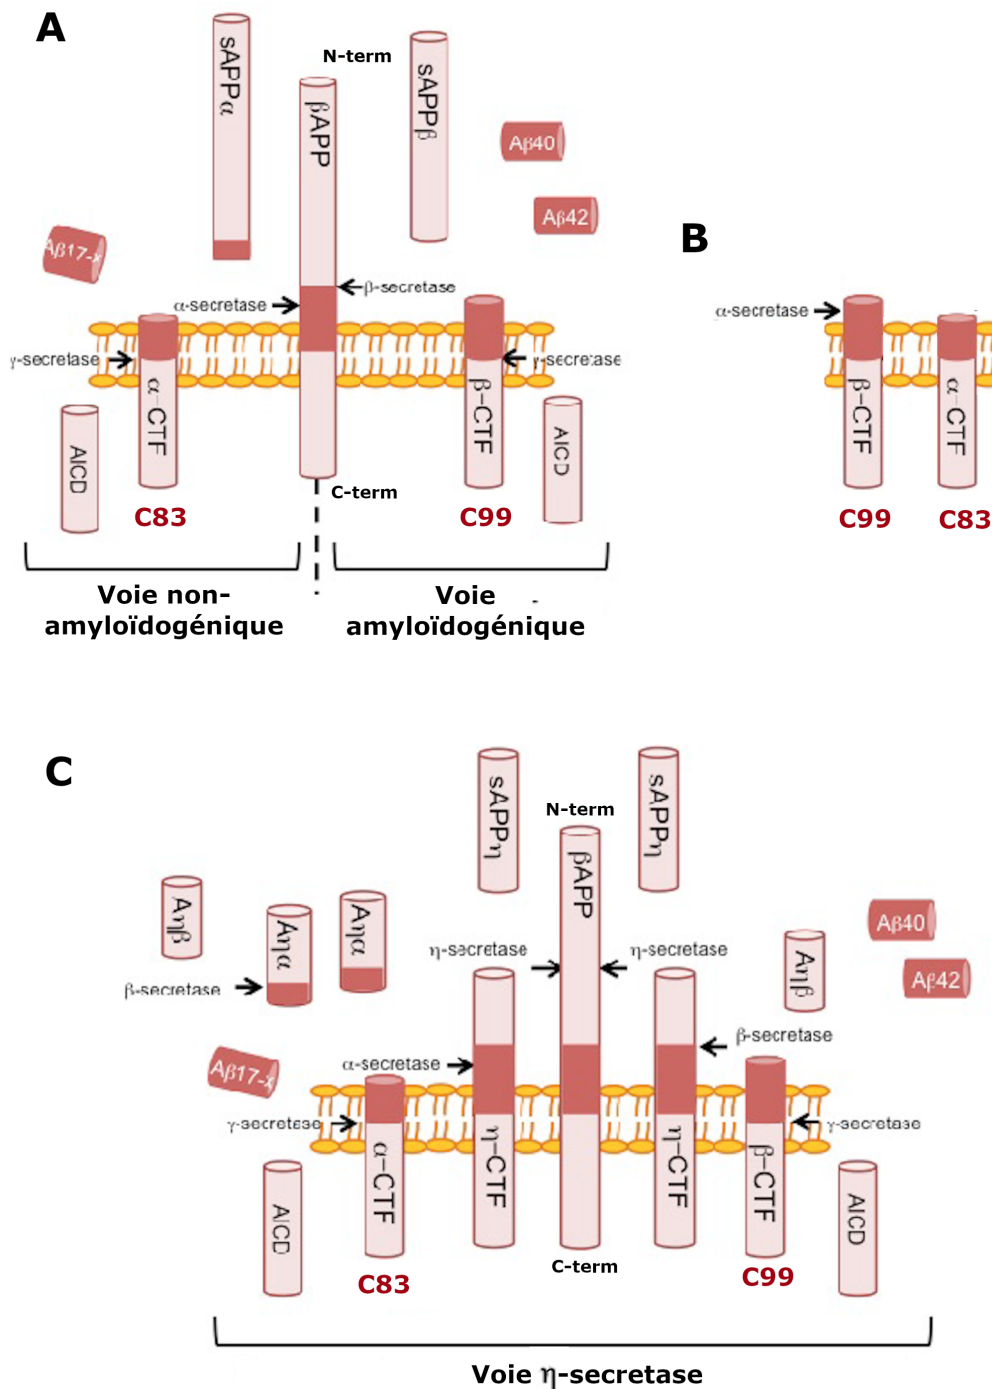 A
sAPPα
N-term
βAPP
sAPPβ
Aβ40
Aβ42
Aβ17-x
α-secretase
β-secretase
γ-secretase
γ-secretase
α-CTF
β-CTF
AICD
AICD
C-term
C83
C99
Voie non-
amyloïdogénique
Voie
amyloïdogénique
B
α-secretase
β-CTF
α-CTF
C99
C83
C
sAPPη
N-term
sAPPη
βAPP
Aηβ
Aηα
Aηα
η-secretase
η-secretase
β-secretase
Aηβ
Aβ40
Aβ42
β-secretase
α-secretase
Aβ17-x
γ-secretase
γ-secretase
α-CTF
η-CTF
η-CTF
β-CTF
AICD
AICD
C-term
C83
C99
Voie η-secretase